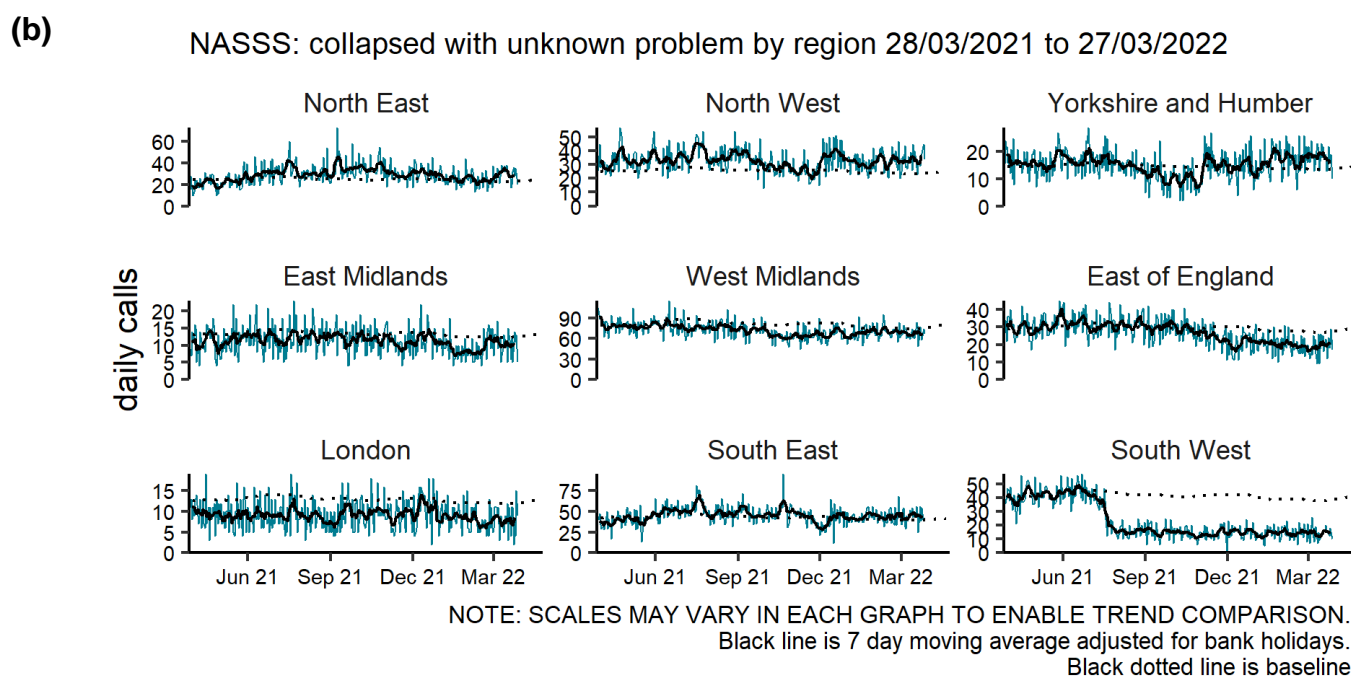 (b)
NASSS: collapsed with unknown problem by region 28/03/2021 to 27/03/2022
North East
North West
Yorkshire and Humber
60
40
20
0
50
40
30
20
10
0
20
10
0
daily calls
East Midlands
West Midlands
East of England
20
15
10
5
0
90
60
30
0
40
30
20
10
0
London
South East
South West
15
10
5
0
75
50
25
0
50
40
30
20
10
0
Jun 21 Sep 21 Dec 21 Mar 22
Jun 21 Sep 21 Dec 21 Mar 22
Jun 21 Sep 21 Dec 21 Mar 22
NOTE: SCALES MAY VARY IN EACH GRAPH TO ENABLE TREND COMPARISON.
Black line is 7 day moving average adjusted for bank holidays.
Black dotted line is baseline